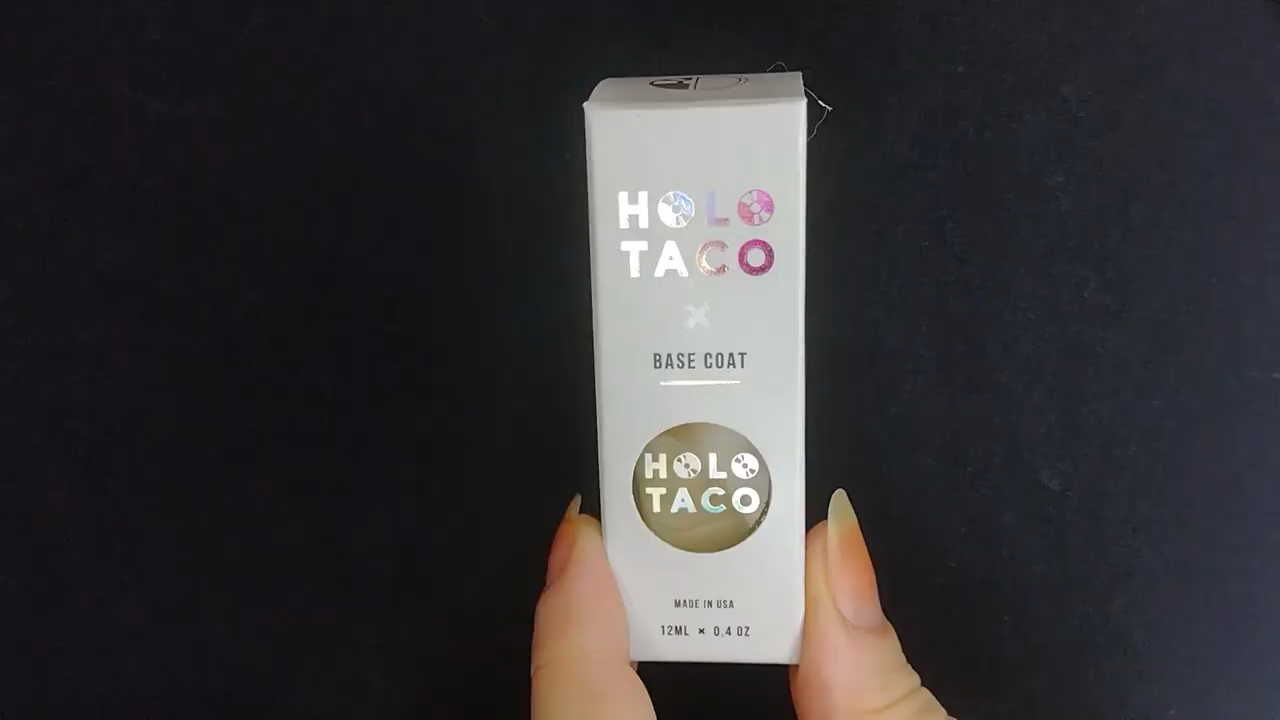 HOLO
TACO
×
BASE COAT
HOLO
TACO
MADE IN USA
12ML × 0.4 OZ